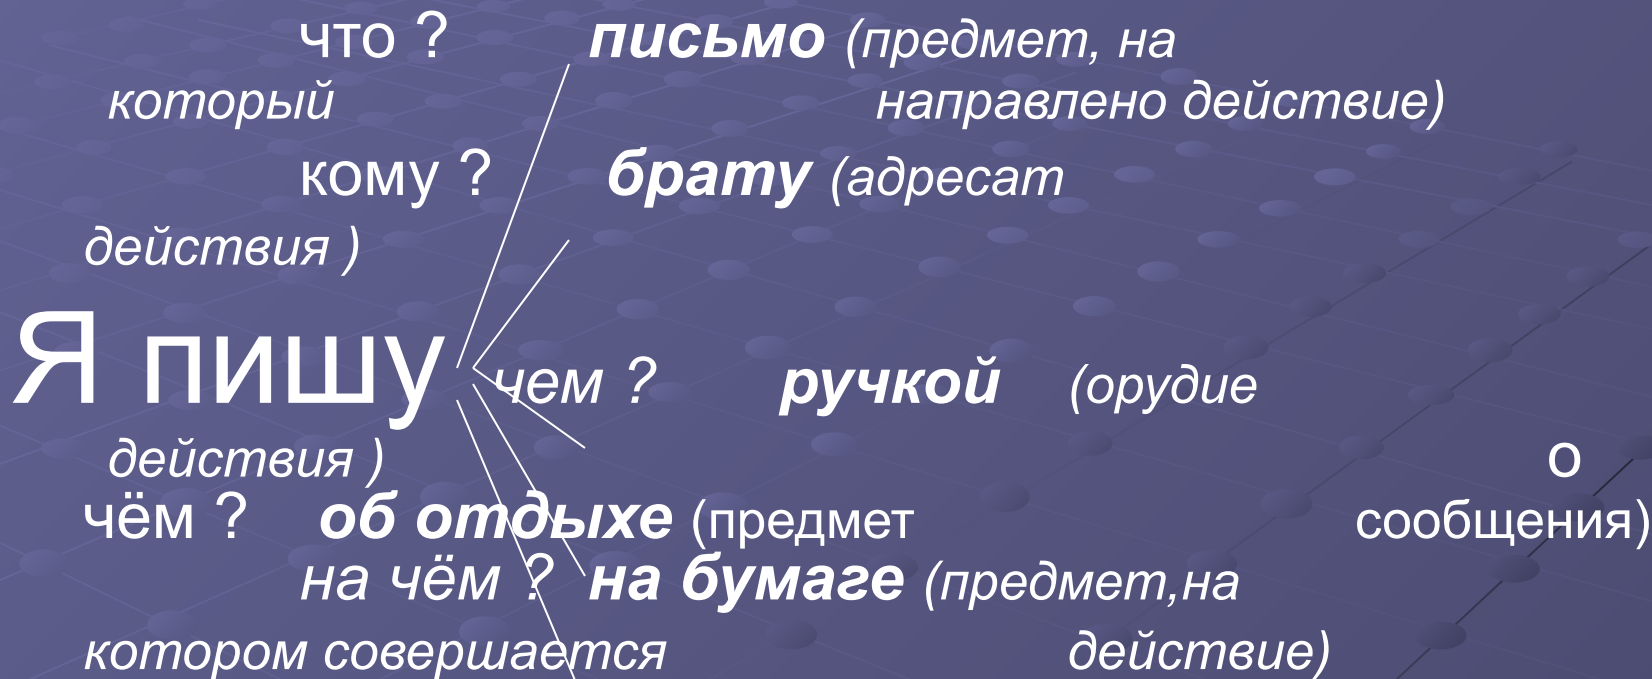 что ? письмо (предмет, на
который направлено действие)
кому ? брату (адресат
действия )
Я пишу чем ? ручкой (орудие
действия ) о
чём ? об отдыхе (предмет сообщения)
на чём ? на бумаге (предмет,на
котором совершается действие)